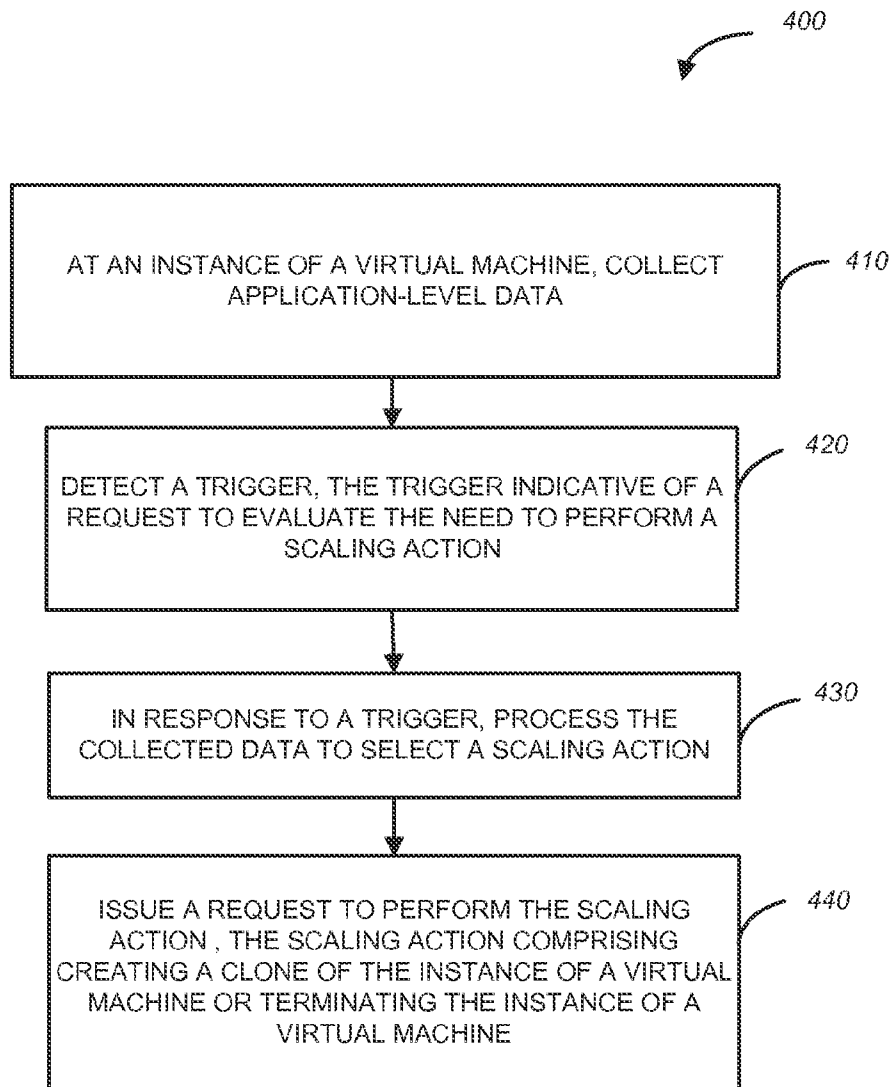 400
AT AN INSTANCE OF A VIRTUAL MACHINE, COLLECT
APPLICATION-LEVEL DATA
410
420
DETECT A TRIGGER, THE TRIGGER INDICATIVE OF A
REQUEST TO EVALUATE THE NEED TO PERFORM A
SCALING ACTION
430
IN RESPONSE TO A TRIGGER, PROCESS THE
COLLECTED DATA TO SELECT A SCALING ACTION
440
ISSUE A REQUEST TO PERFORM THE SCALING
ACTION , THE SCALING ACTION COMPRISING
CREATING A CLONE OF THE INSTANCE OF A VIRTUAL
MACHINE OR TERMINATING THE INSTANCE OF A
VIRTUAL MACHINE